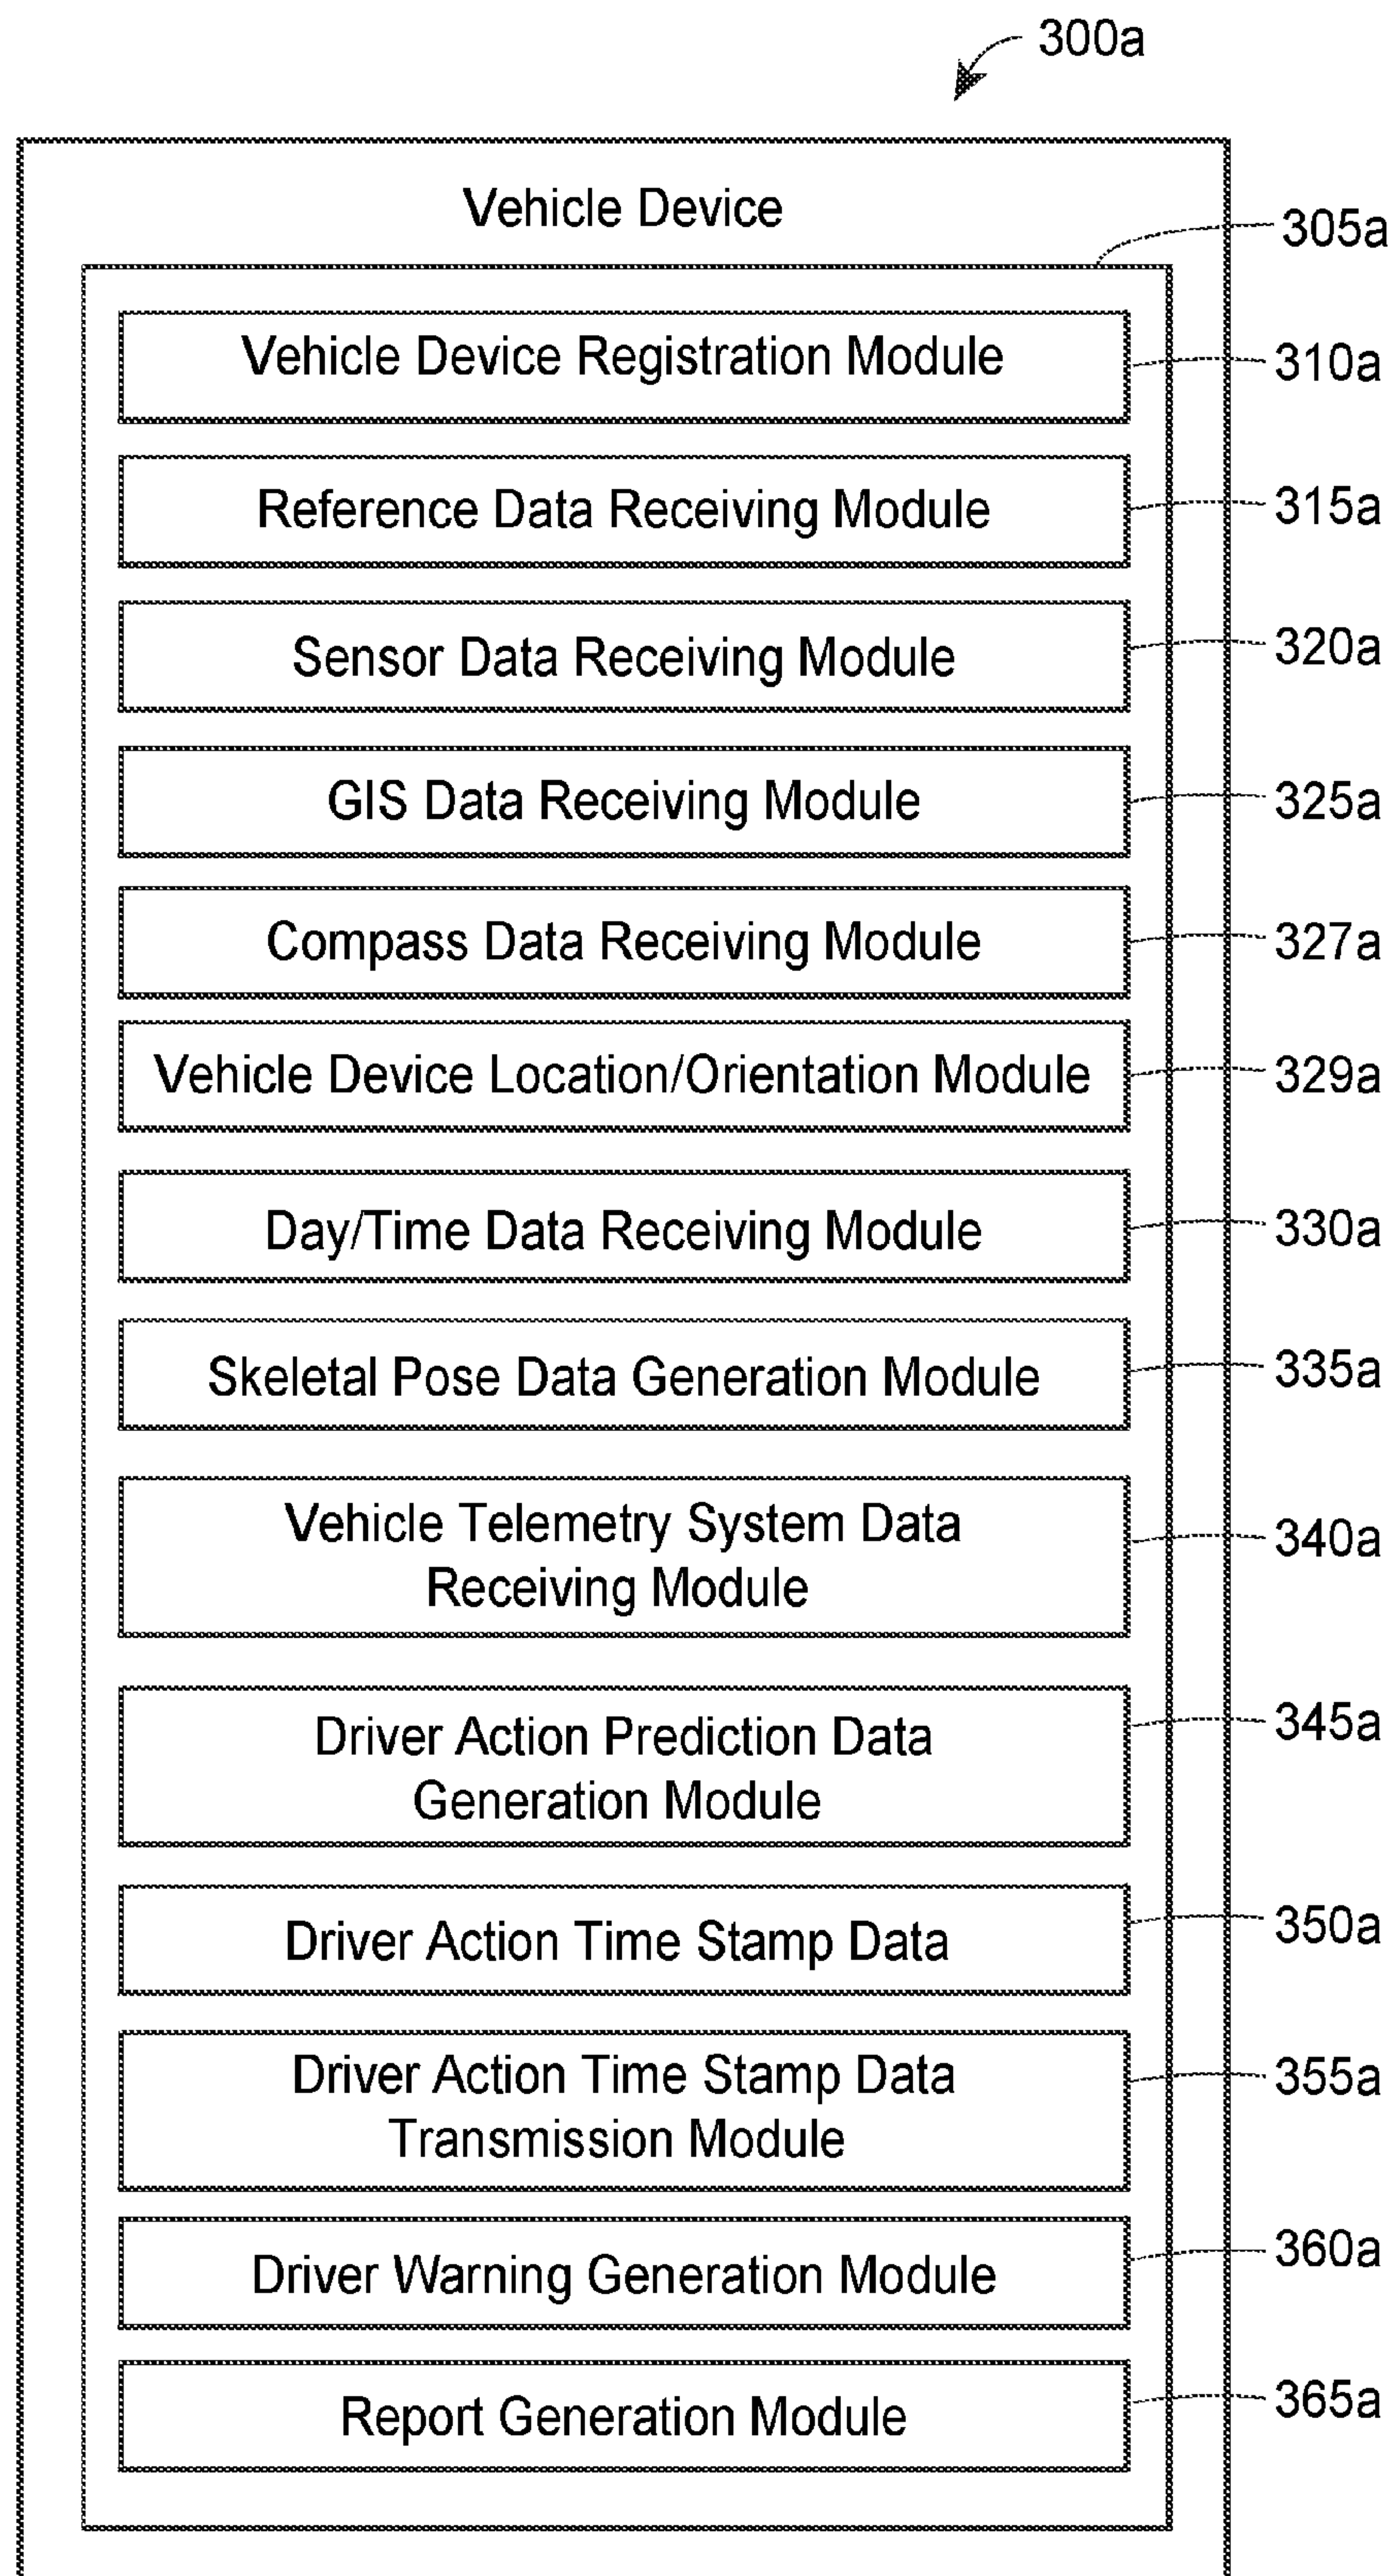 300a
Vehicle Device
305a
Vehicle Device Registration Module
310a
Reference Data Receiving Module
315a
Sensor Data Receiving Module
320a
GIS Data Receiving Module
325a
Compass Data Receiving Module
327a
Vehicle Device Location/Orientation Module
329a
Day/Time Data Receiving Module
330a
Skeletal Pose Data Generation Module
335a
Vehicle Telemetry System Data
Receiving Module
340a
Driver Action Prediction Data
Generation Module
345a
Driver Action Time Stamp Data
350a
Driver Action Time Stamp Data
Transmission Module
355a
Driver Warning Generation Module
360a
Report Generation Module
365a